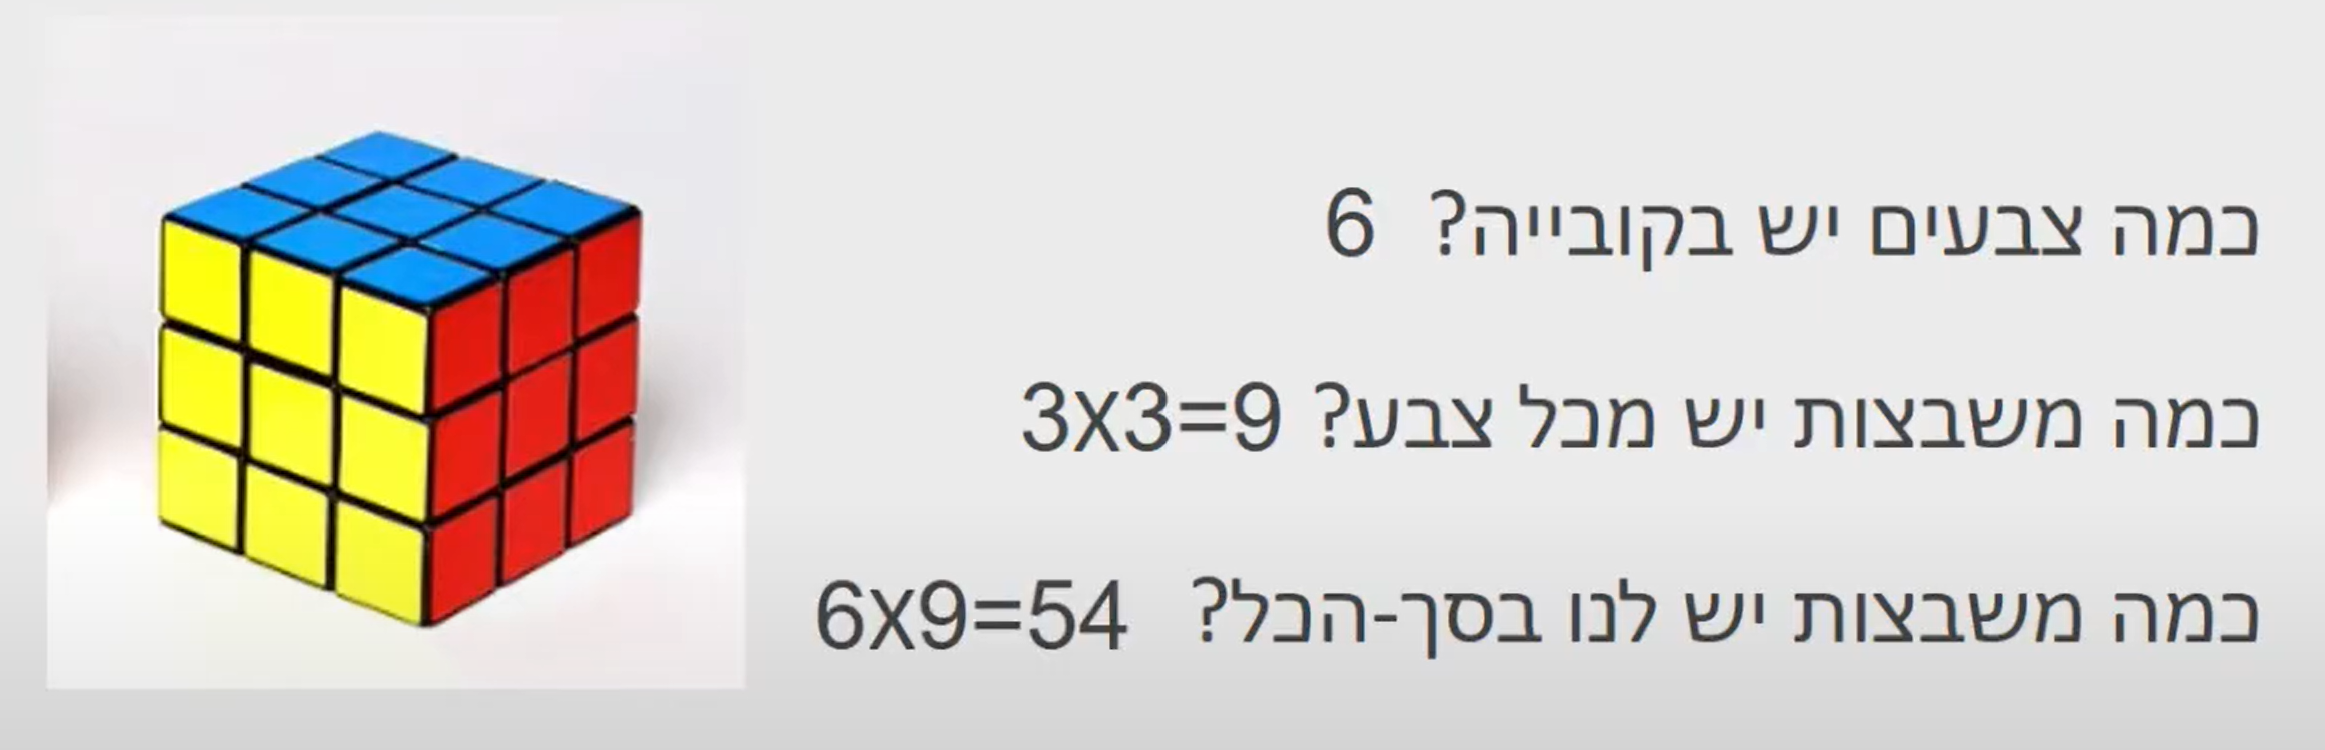 כמה צבעים יש בקובייה? 6
כמה משבצות יש מכל צבע? 3x3=9
כמה משבצות יש לנו בסך-הכל? 6x9=54